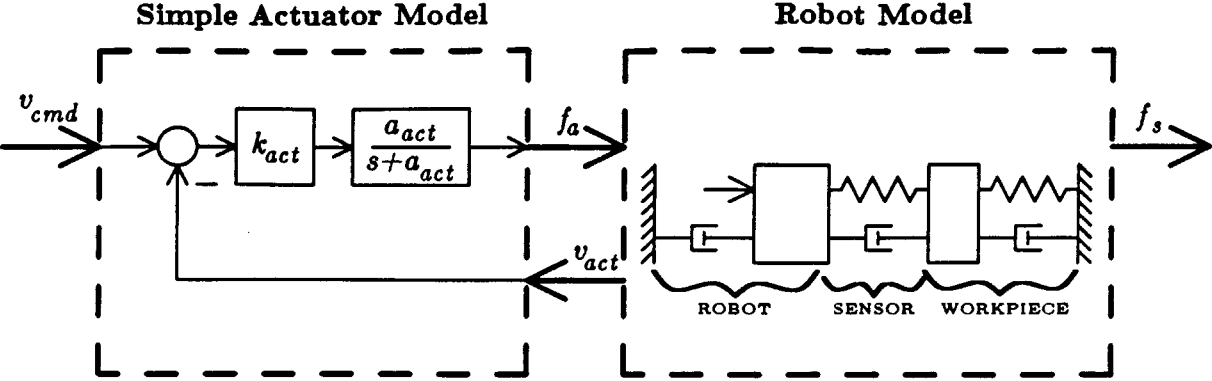 Simple Actuator Model
Robot Model
v_cmd
k_act
a_act
s+a_act
f_a
f_s
−
v_act
ROBOT
SENSOR
WORKPIECE